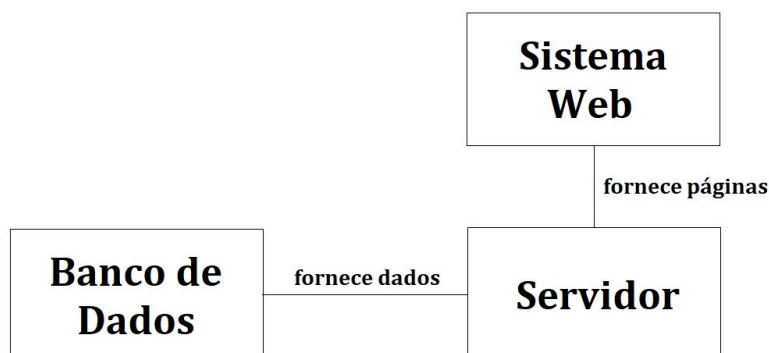 Sistema
Web
fornece páginas
Banco de
Dados
fornece dados
Servidor